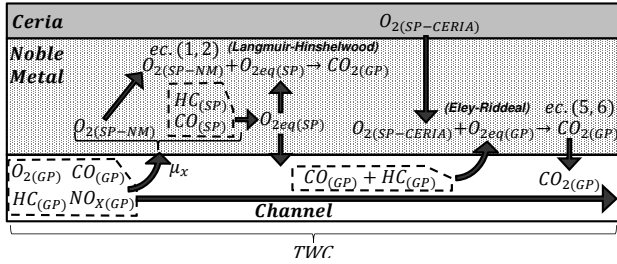 Ceria
O2(SP−CERIA)
Noble
Metal
ec. (1, 2) (Langmuir-Hinshelwood)
O2(SP−NM)+O2eq(SP)→ CO2(GP)
HC(SP)
CO(SP)
O2(SP−NM)
O2eq(SP)
(Eley-Riddeal) ec. (5, 6)
O2(SP−CERIA)+O2eq(GP)→ CO2(GP)
O2(GP) CO(GP)
HC(GP) NOX(GP)
μx
CO(GP) + HC(GP)
CO2(GP)
Channel
TWC